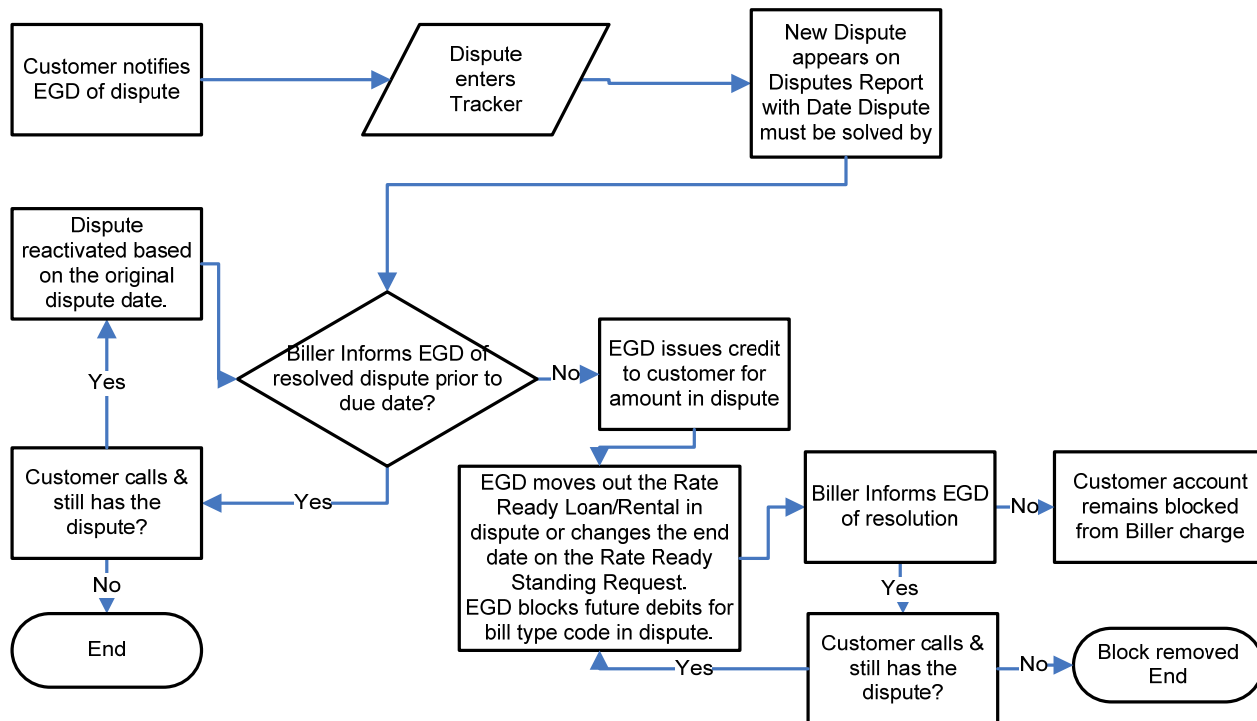 Customer notifies
EGD of dispute
Dispute
enters
Tracker
New Dispute
appears on
Disputes Report
with Date Dispute
must be solved by
Dispute
reactivated based
on the original
dispute date.
Biller Informs EGD of
resolved dispute prior to
due date?
No
EGD issues credit
to customer for
amount in dispute
Yes
Customer calls &
still has the
dispute?
Yes
No
End
EGD moves out the Rate
Ready Loan/Rental in
dispute or changes the end
date on the Rate Ready
Standing Request.
EGD blocks future debits for
bill type code in dispute.
Biller Informs EGD
of resolution
No
Customer account
remains blocked
from Biller charge
Yes
Customer calls &
still has the
dispute?
Yes
No
Block removed
End